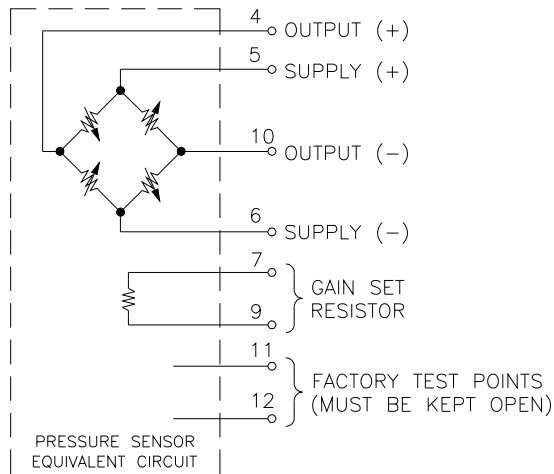 4
OUTPUT (+)
5
SUPPLY (+)
10
OUTPUT (-)
6
SUPPLY (-)
7
GAIN SET
RESISTOR
9
11
FACTORY TEST POINTS
(MUST BE KEPT OPEN)
12
PRESSURE SENSOR
EQUIVALENT CIRCUIT